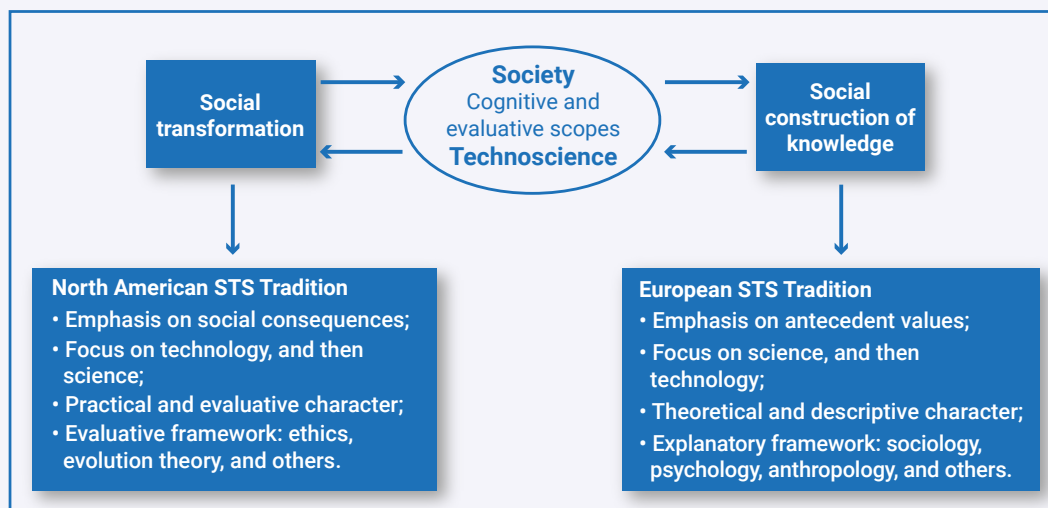 Social
transformation
Society
Cognitive and
evaluative scopes
Technoscience
Social
construction of
knowledge
North American STS Tradition
• Emphasis on social consequences;
• Focus on technology, and then
science;
• Practical and evaluative character;
• Evaluative framework: ethics,
evolution theory, and others.
European STS Tradition
• Emphasis on antecedent values;
• Focus on science, and then
technology;
• Theoretical and descriptive character;
• Explanatory framework: sociology,
psychology, anthropology, and others.